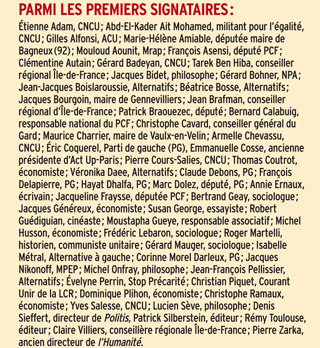 PARMI LES PREMIERS SIGNATAIRES :
Étienne Adam, CNCU ; Abd-El-Kader Ait Mohamed, militant pour l'égalité,
CNCU ; Gilles Alfonsi, ACU ; Marie-Hélène Amiable, députée maire de
Bagneux (92) ; Mouloud Aounit, Mrap ; François Asensi, député PCF ;
Clémentine Autain ; Gérard Badeyan, CNCU ; Tarek Ben Hiba, conseiller
régional Île-de-France ; Jacques Bidet, philosophe ; Gérard Bohner, NPA ;
Jean-Jacques Boislaroussie, Alternatifs ; Béatrice Bosse, Alternatifs ;
Jacques Bourgoin, maire de Gennevilliers ; Jean Brafman, conseiller
régional d'Île-de-France ; Patrick Braouezec, député ; Bernard Calabuig,
responsable national du PCF ; Christophe Cavard, conseiller général du
Gard ; Maurice Charrier, maire de Vaulx-en-Velin ; Armelle Chevassu,
CNCU ; Éric Coquerel, Parti de gauche (PG), Emmanuelle Cosse, ancienne
présidente d'Act Up-Paris ; Pierre Cours-Salies, CNCU ; Thomas Coutrot,
économiste ; Véronika Daee, Alternatifs ; Claude Debons, PG ; François
Delapierre, PG ; Hayat Dhalfa, PG ; Marc Dolez, député, PG ; Annie Ernaux,
écrivain ; Jacqueline Fraysse, députée PCF ; Bertrand Geay, sociologue ;
Jacques Généreux, économiste ; Susan George, essayiste ; Robert
Guédiguian, cinéaste ; Moustapha Gueye, responsable associatif ; Michel
Husson, économiste ; Frédéric Lebaron, sociologue ; Roger Martelli,
historien, communiste unitaire ; Gérard Mauger, sociologue ; Isabelle
Métral, Alternative à gauche ; Corinne Morel Darleux, PG ; Jacques
Nikonoff, MPEP ; Michel Onfray, philosophe ; Jean-François Pellissier,
Alternatifs ; Évelyne Perrin, Stop Précarité ; Christian Piquet, Courant
Unir de la LCR ; Dominique Plihon, économiste ; Christophe Ramaux,
économiste ; Yves Salesse, CNCU ; Lucien Sève, philosophe ; Denis
Sieffert, directeur de Politis, Patrick Silberstein, éditeur ; Rémy Toulouse,
éditeur ; Claire Villiers, conseillère régionale Île-de-France ; Pierre Zarka,
ancien directeur de l'Humanité.